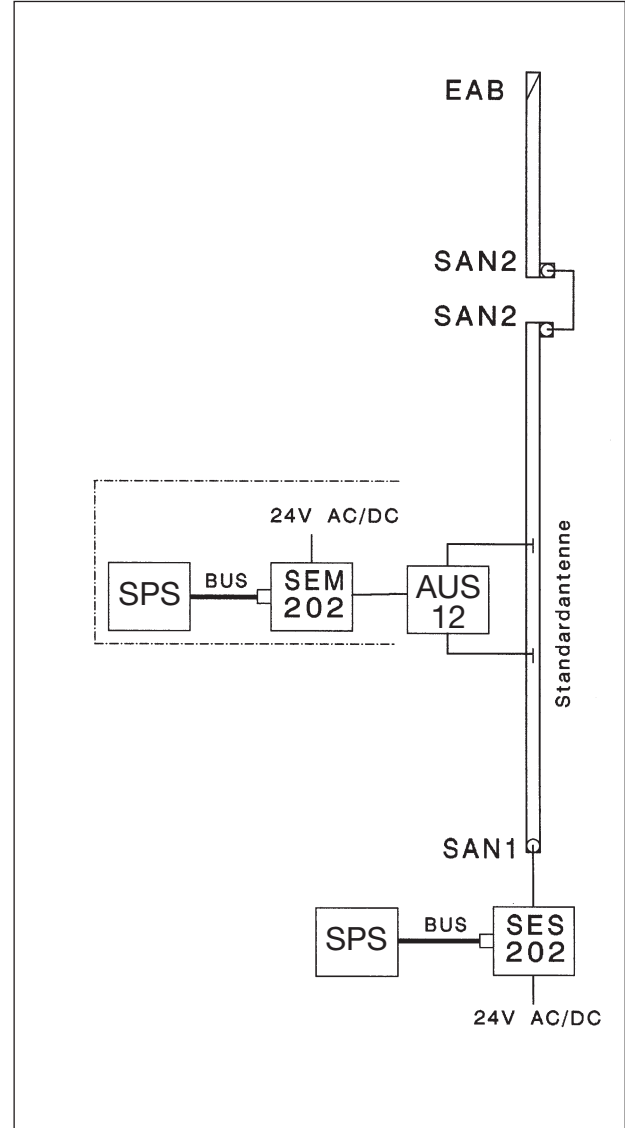 EAB
SAN2
SAN2
24V AC/DC
SPS
BUS
SEM
202
AUS
12
Standardantenne
SAN1
SPS
BUS
SES
202
24V AC/DC